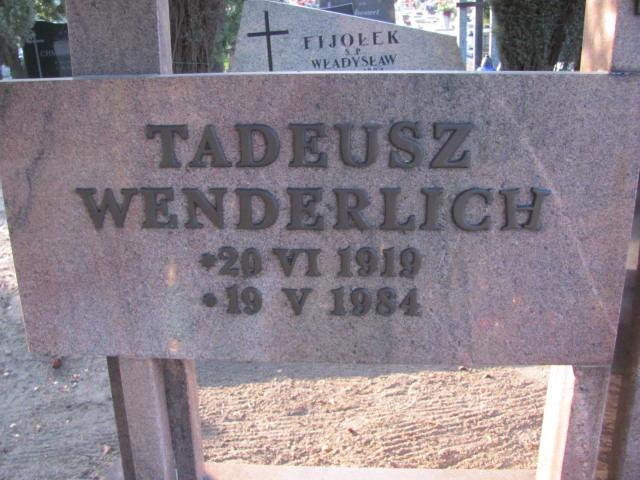 FIJOŁEK
Ś.P.
WŁADYSŁAW
TADEUSZ
WENDERLICH
*20 VI 1919
•19 V 1984